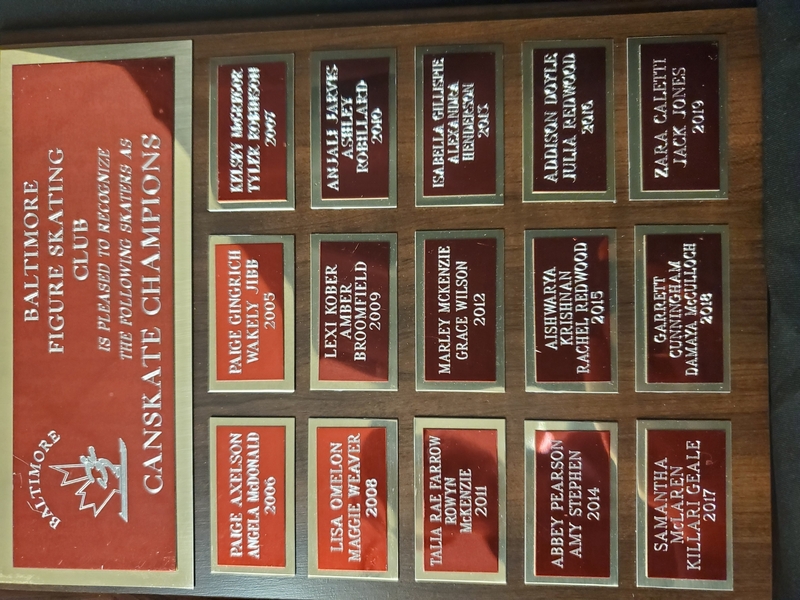 BALTIMORE
BALTIMORE
FIGURE SKATING
CLUB
IS PLEASED TO RECOGNIZE
THE FOLLOWING SKATERS AS
CANSKATE CHAMPIONS
PAIGE AXELSON
ANGELA McDONALD
2006
PAIGE GINGRICH
WAKELY JIBB
2005
KELSEY McGREGOR
TYLER ROBINSON
2007
LISA OMELON
MAGGIE WEAVER
2008
LEXI KOBER
AMBER
BROOMFIELD
2009
ANJALI JARVIS
ASHLEY
ROBILLARD
2010
TALIA RAE FARROW
ROWYN
McKENZIE
2011
MARLEY MCKENZIE
GRACE WILSON
2012
ISABELLA GILLESPIE
ALEXANDRA
HENDERSON
2013
ABBEY PEARSON
AMY STEPHEN
2014
AISHWARYA
KRISHNAN
RACHEL REDWOOD
2015
ADDISON DOYLE
JULIA REDWOOD
2016
SAMANTHA
McLAREN
KILLARI GEALE
2017
GARRETT
CUNNINGHAM
DAMAYA McCULLOCH
2018
ZARA CALETTI
JACK JONES
2019